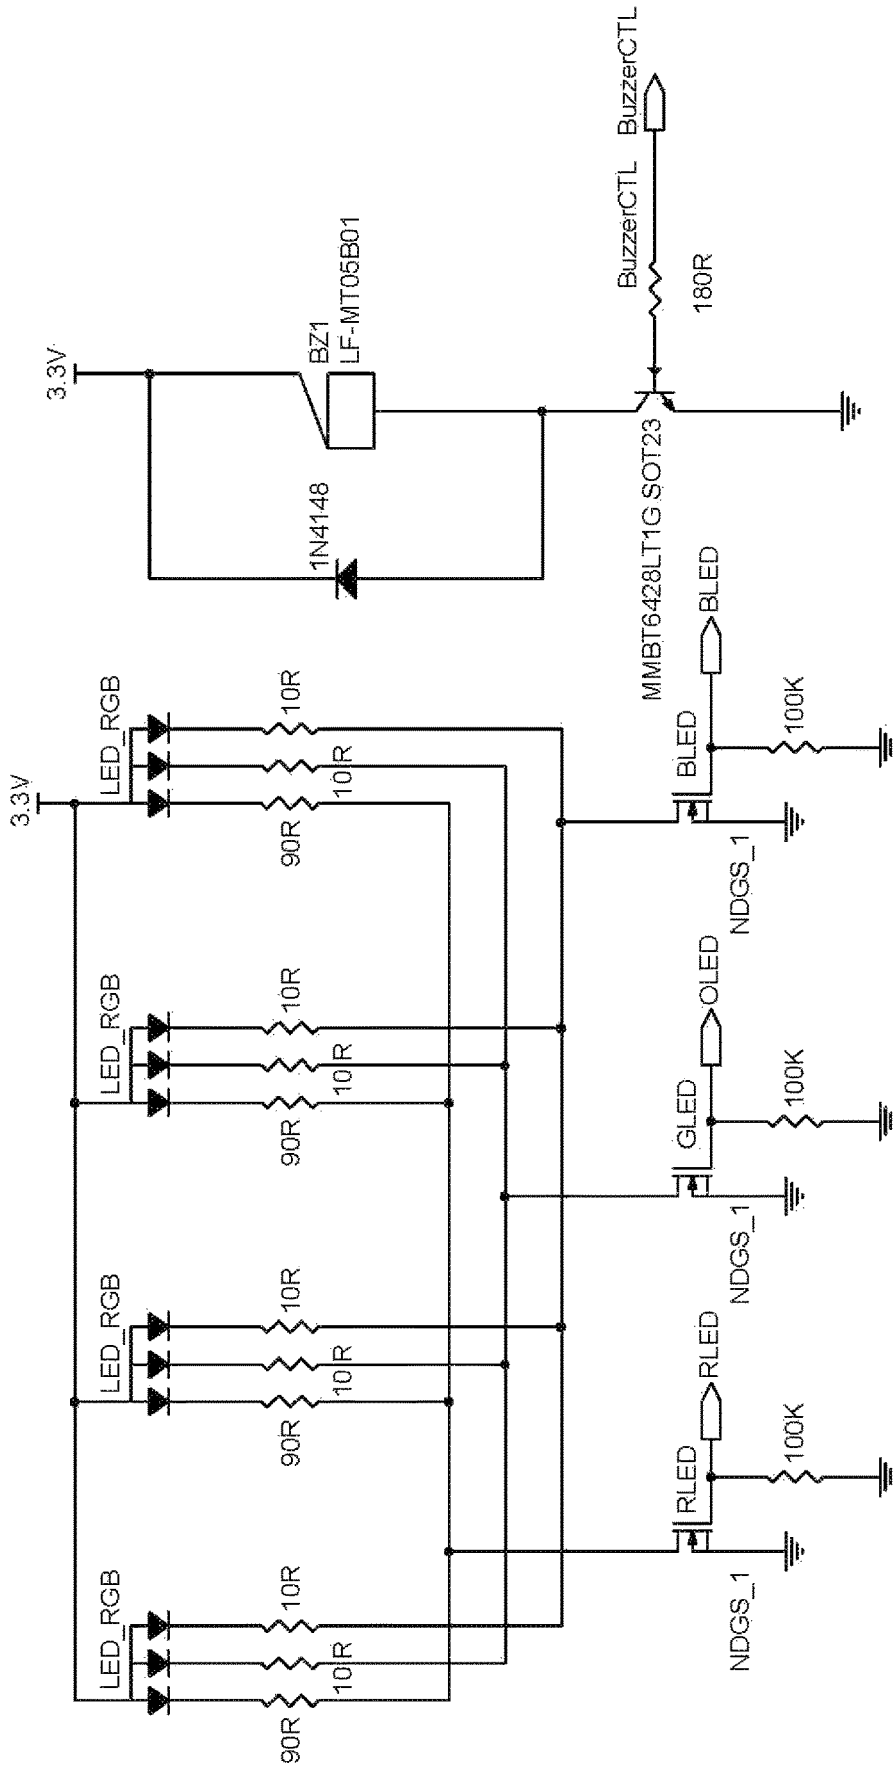 3.3V
LED_RGB
LED_RGB
LED_RGB
LED_RGB
90R
10R
10R
90R
10R
10R
90R
10R
10R
90R
10R
10R
RLED
RLED
NDGS_1
100K
GLED
OLED
NDGS_1
100K
BLED
BLED
NDGS_1
100K
3.3V
1N4148
BZ1
LF-MT05B01
BuzzerCTL
BuzzerCTL
180R
MMBT6428LT1G SOT23